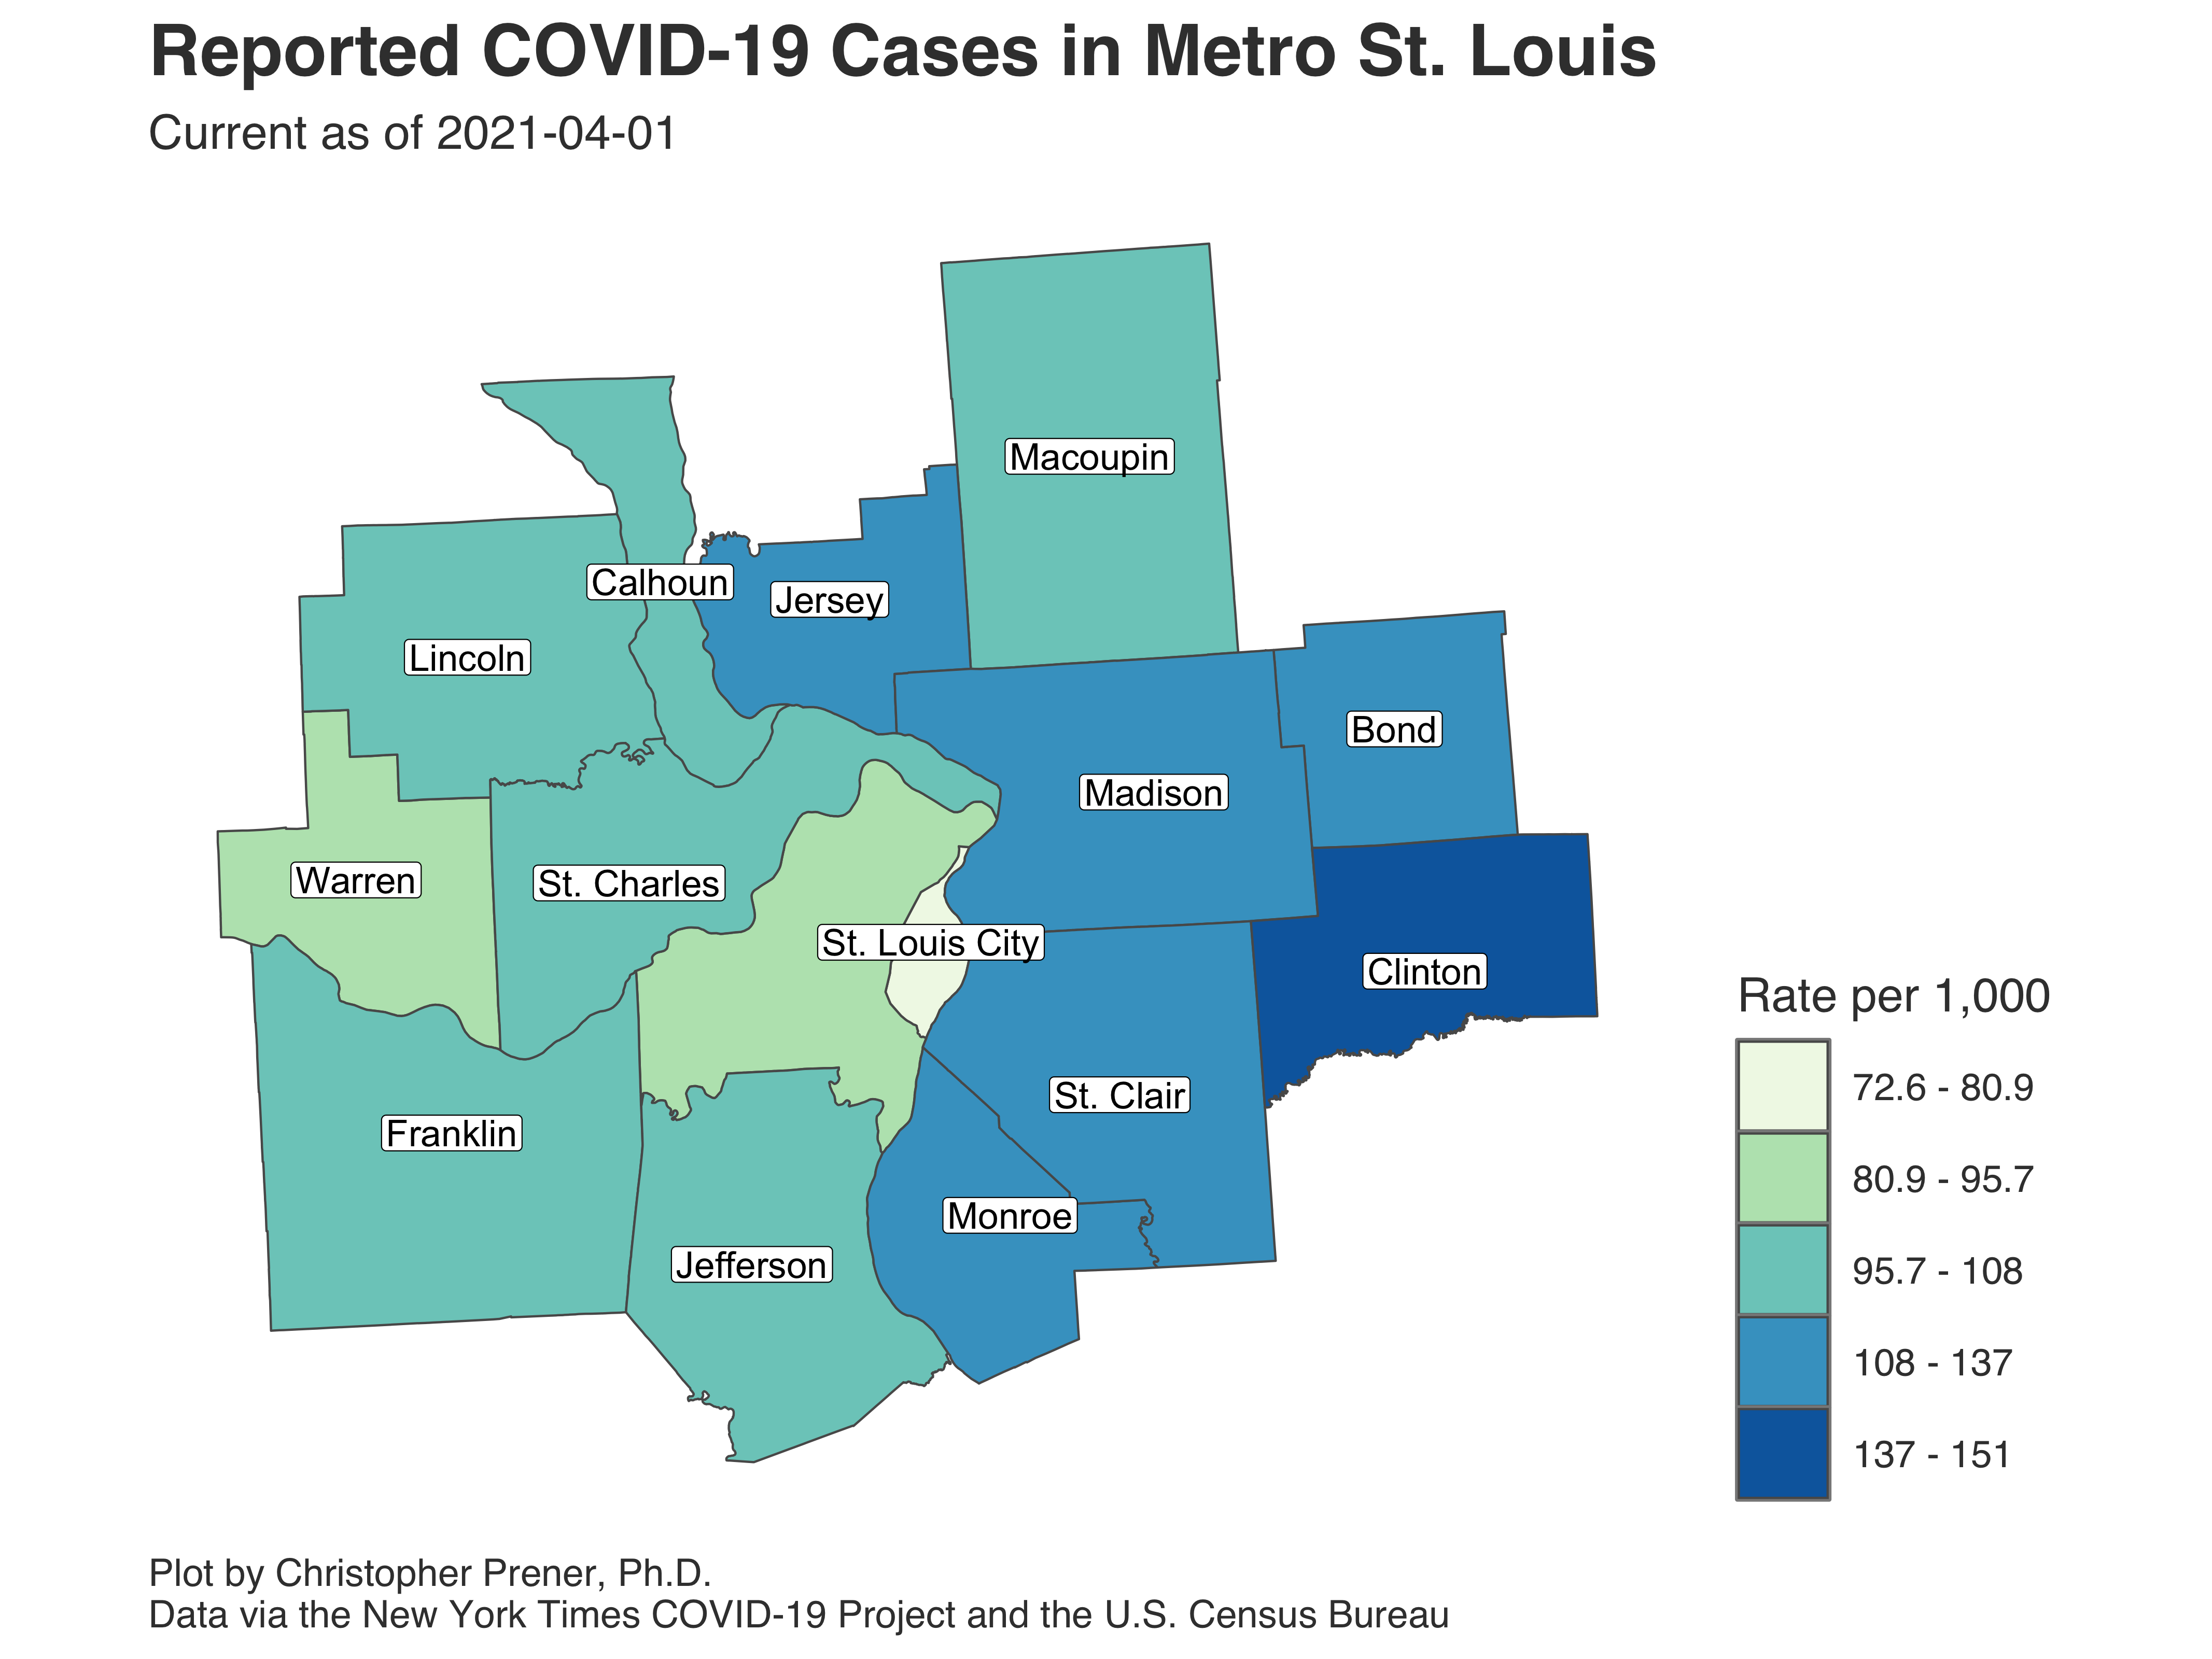 Reported COVID-19 Cases in Metro St. Louis
Current as of 2021-04-01
Macoupin
Calhoun
Jersey
Lincoln
Bond
Madison
Warren
St. Charles
St. Louis City
Clinton
St. Clair
Franklin
Monroe
Jefferson
Rate per 1,000
72.6 - 80.9
80.9 - 95.7
95.7 - 108
108 - 137
137 - 151
Plot by Christopher Prener, Ph.D.
Data via the New York Times COVID-19 Project and the U.S. Census Bureau